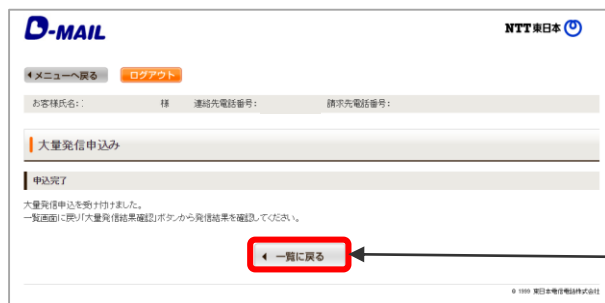 D-MAIL
NTT東日本
メニューへ戻る ログアウト
お客様氏名: 様 連絡先電話番号: 請求先電話番号:
大量発信申込み
申込完了
大量発信申込を受け付けました。
一覧画面に戻り「大量発信結果確認」ボタンから発信結果を確認してください。
一覧に戻る
© 1999 東日本電信電話株式会社